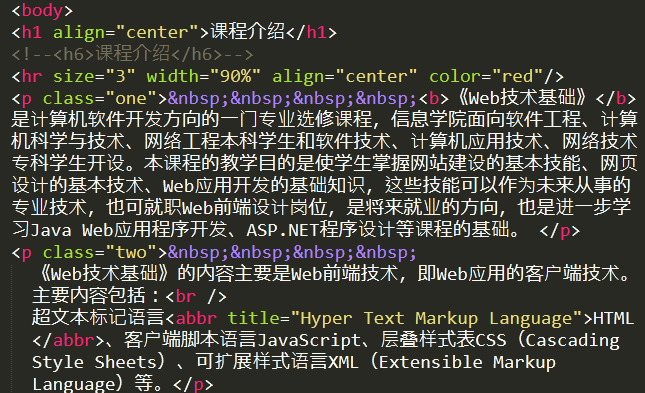 <body>
<h1 align="center">课程介绍</h1>
<!--<h6>课程介绍</h6>-->
<hr size="3" width="90%" align="center" color="red"/>
<p class="one">&nbsp;&nbsp;&nbsp;&nbsp;<b>《Web技术基础》</b>
是计算机软件开发方向的一门专业选修课程，信息学院面向软件工程、计算
机科学与技术、网络工程本科学生和软件技术、计算机应用技术、网络技术
专科学生开设。本课程的教学目的是使学生掌握网站建设的基本技能、网页
设计的基本技术、Web应用开发的基础知识，这些技能可以作为未来从事的
专业技术，也可就职Web前端设计岗位，是将来就业的方向，也是进一步学
习Java Web应用程序开发、ASP.NET程序设计等课程的基础。 </p>
<p class="two">&nbsp;&nbsp;&nbsp;&nbsp;
《Web技术基础》的内容主要是Web前端技术，即Web应用的客户端技术。
主要内容包括：<br />
超文本标记语言<abbr title="Hyper Text Markup Language">HTML
</abbr>、客户端脚本语言JavaScript、层叠样式表CSS（Cascading
Style Sheets）、可扩展样式语言XML（Extensible Markup
Language）等。</p>